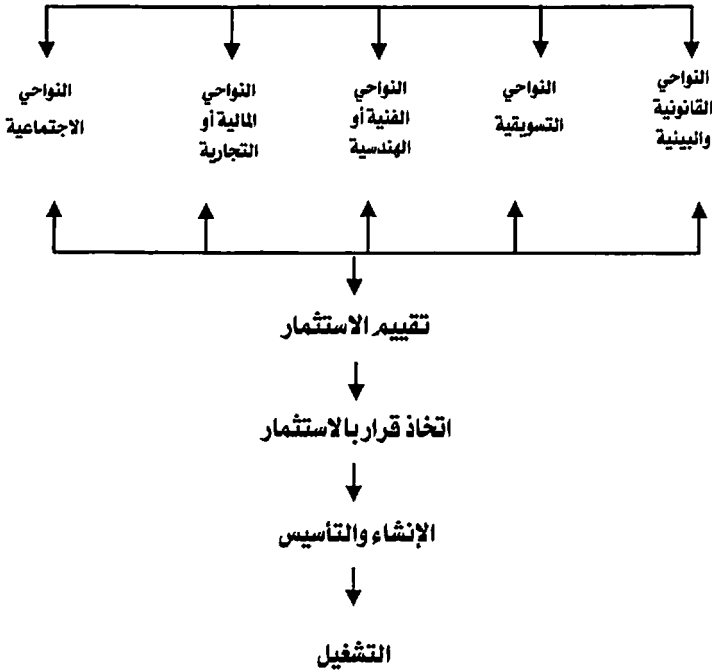 النواحي
القانونية
والبيئية
النواحي
التسويقية
النواحي
الفنية أو
الهندسية
النواحي
المالية أو
التجارية
النواحي
الاجتماعية
تقييم الاستثمار
اتخاذ قرار بالاستثمار
الإنشاء والتأسيس
التشغيل